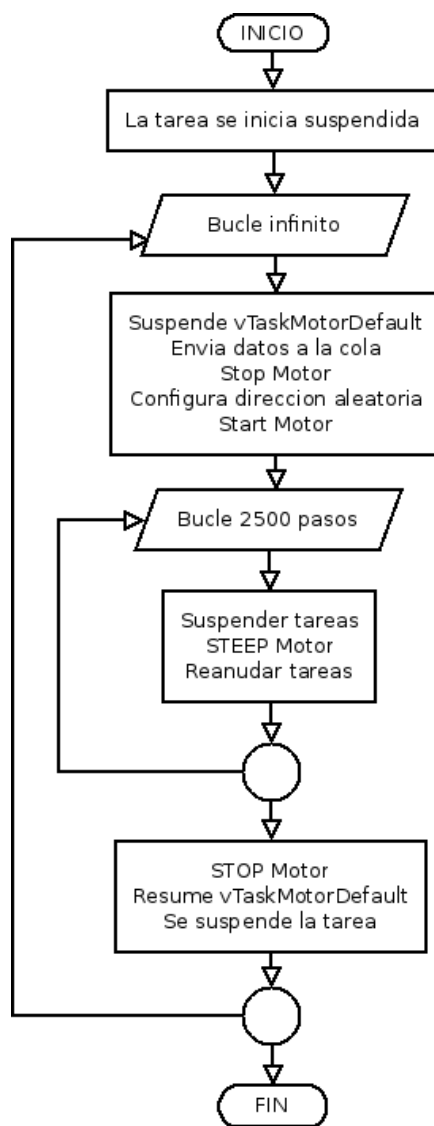 INICIO
La tarea se inicia suspendida
Bucle infinito
Suspende vTaskMotorDefault
Envia datos a la cola
Stop Motor
Configura direccion aleatoria
Start Motor
Bucle 2500 pasos
Suspender tareas
STEEP Motor
Reanudar tareas
STOP Motor
Resume vTaskMotorDefault
Se suspende la tarea
FIN